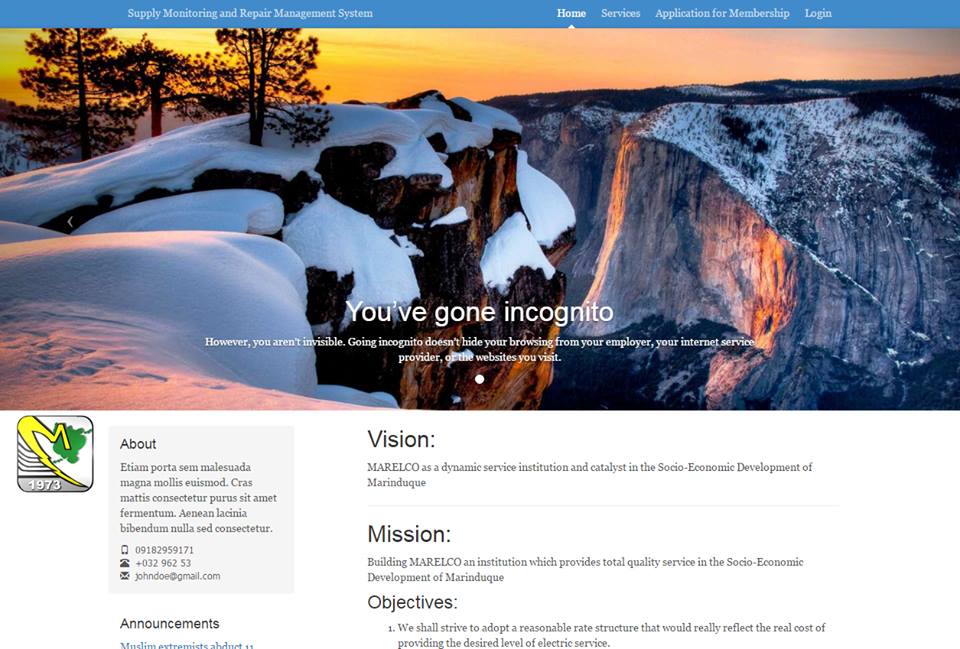 Supply Monitoring and Repair Management System
Home Services Application for Membership Login
You've gone incognito
However, you aren't invisible. Going incognito doesn't hide your browsing from your employer, your internet service
provider, or the websites you visit.
M
1973
About
Etiam porta sem malesuada
magna mollis euismod. Cras
mattis consectetur purus sit amet
fermentum. Aenean lacinia
bibendum nulla sed consectetur.
09182959171
+032 962 53
johndoe@gmail.com
Announcements
Muslim extremists abduct 11
Vision:
MARELCO as a dynamic service institution and catalyst in the Socio-Economic Development of
Marinduque
Mission:
Building MARELCO an institution which provides total quality service in the Socio-Economic
Development of Marinduque
Objectives:
1. We shall strive to adopt a reasonable rate structure that would really reflect the real cost of
providing the desired level of electric service.